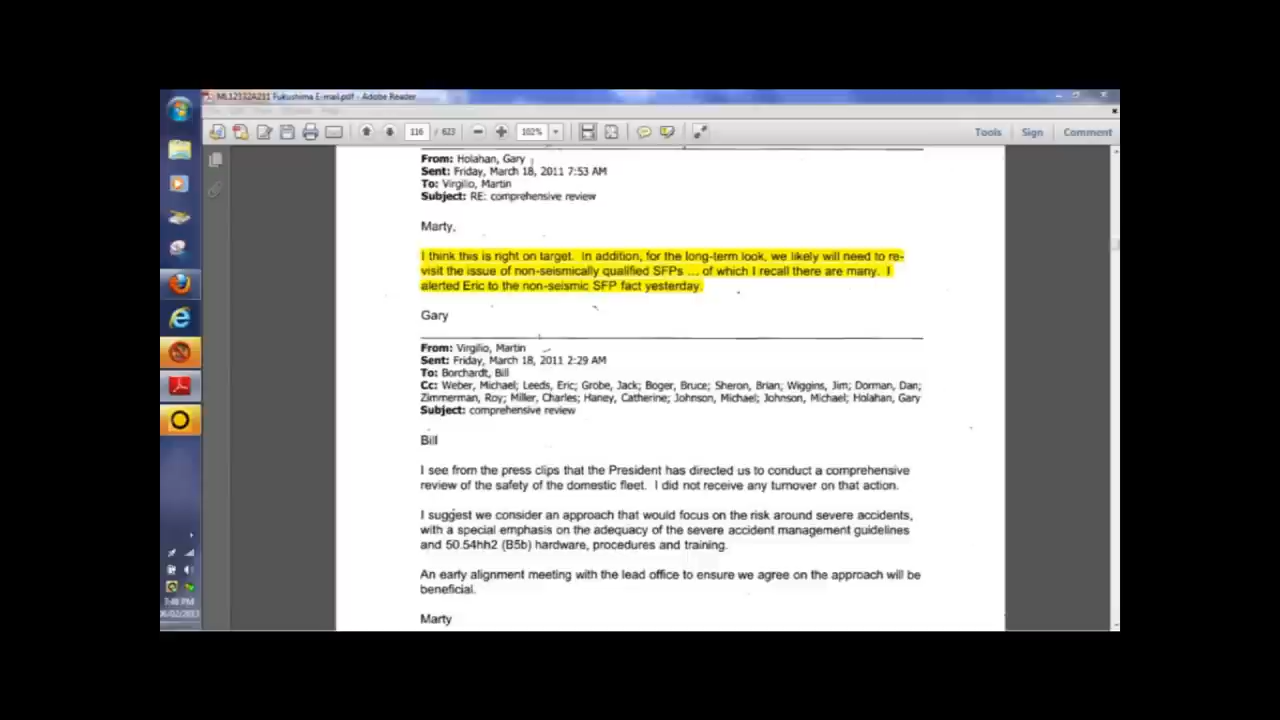 ML12332A211 Fukushima E-mail.pdf - Adobe Reader
116 / 623 102% Tools Sign Comment
From: Holahan, Gary
Sent: Friday, March 18, 2011 7:53 AM
To: Virgilio, Martin
Subject: RE: comprehensive review
Marty,
I think this is right on target. In addition, for the long-term look, we likely will need to re-
visit the issue of non-seismically qualified SFPs ... of which I recall there are many. I
alerted Eric to the non-seismic SFP fact yesterday.
Gary
From: Virgilio, Martin
Sent: Friday, March 18, 2011 2:29 AM
To: Borchardt, Bill
Cc: Weber, Michael; Leeds, Eric; Grobe, Jack; Boger, Bruce; Sheron, Brian; Wiggins, Jim; Dorman, Dan;
Zimmerman, Roy; Miller, Charles; Haney, Catherine; Johnson, Michael; Johnson, Michael; Holahan, Gary
Subject: comprehensive review
Bill
I see from the press clips that the President has directed us to conduct a comprehensive
review of the safety of the domestic fleet. I did not receive any turnover on that action.
I suggest we consider an approach that would focus on the risk around severe accidents,
with a special emphasis on the adequacy of the severe accident management guidelines
and 50.54hh2 (B5b) hardware, procedures and training.
An early alignment meeting with the lead office to ensure we agree on the approach will be
beneficial.
Marty
7:48 PM